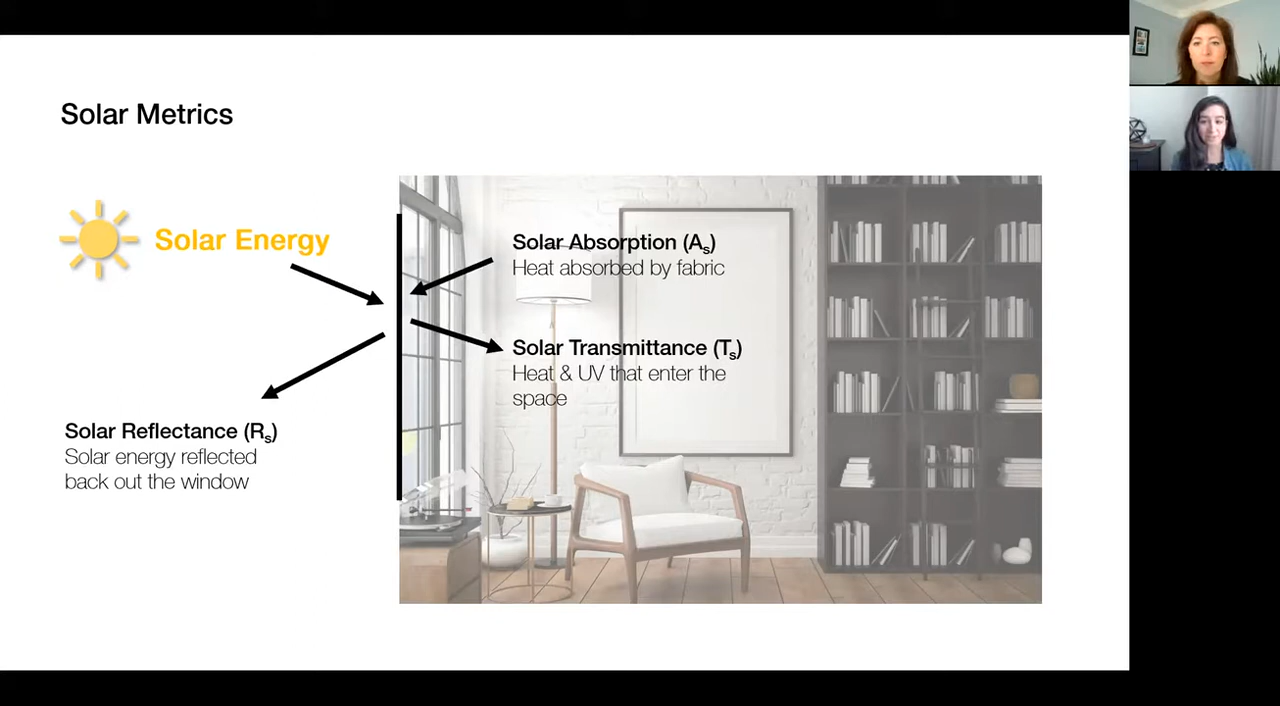 Solar Metrics
Solar Energy
Solar Absorption (As)
Heat absorbed by fabric
Solar Transmittance (Ts)
Heat & UV that enter the
space
Solar Reflectance (Rs)
Solar energy reflected
back out the window